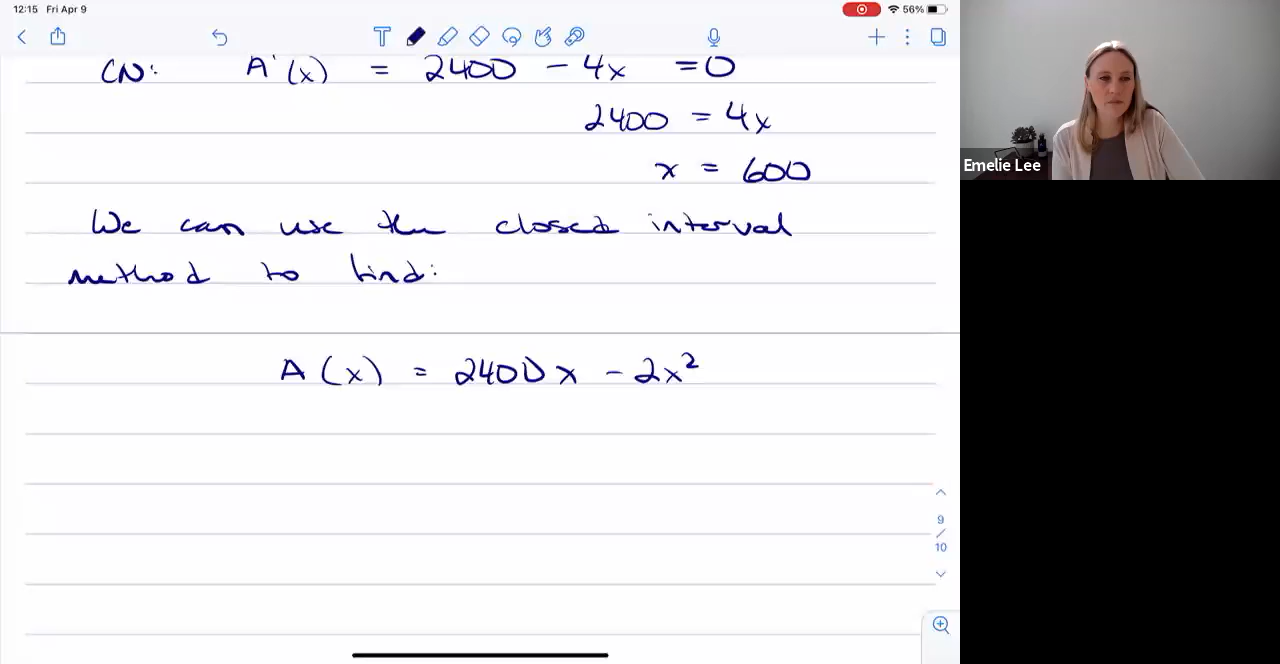 12:15 Fri Apr 9
56%
CN: A'(x) = 2400 - 4x = 0
2400 = 4x
x = 600
We can use the closed interval
method to find:
A(x) = 2400x - 2x²
9
/
10
Emelie Lee